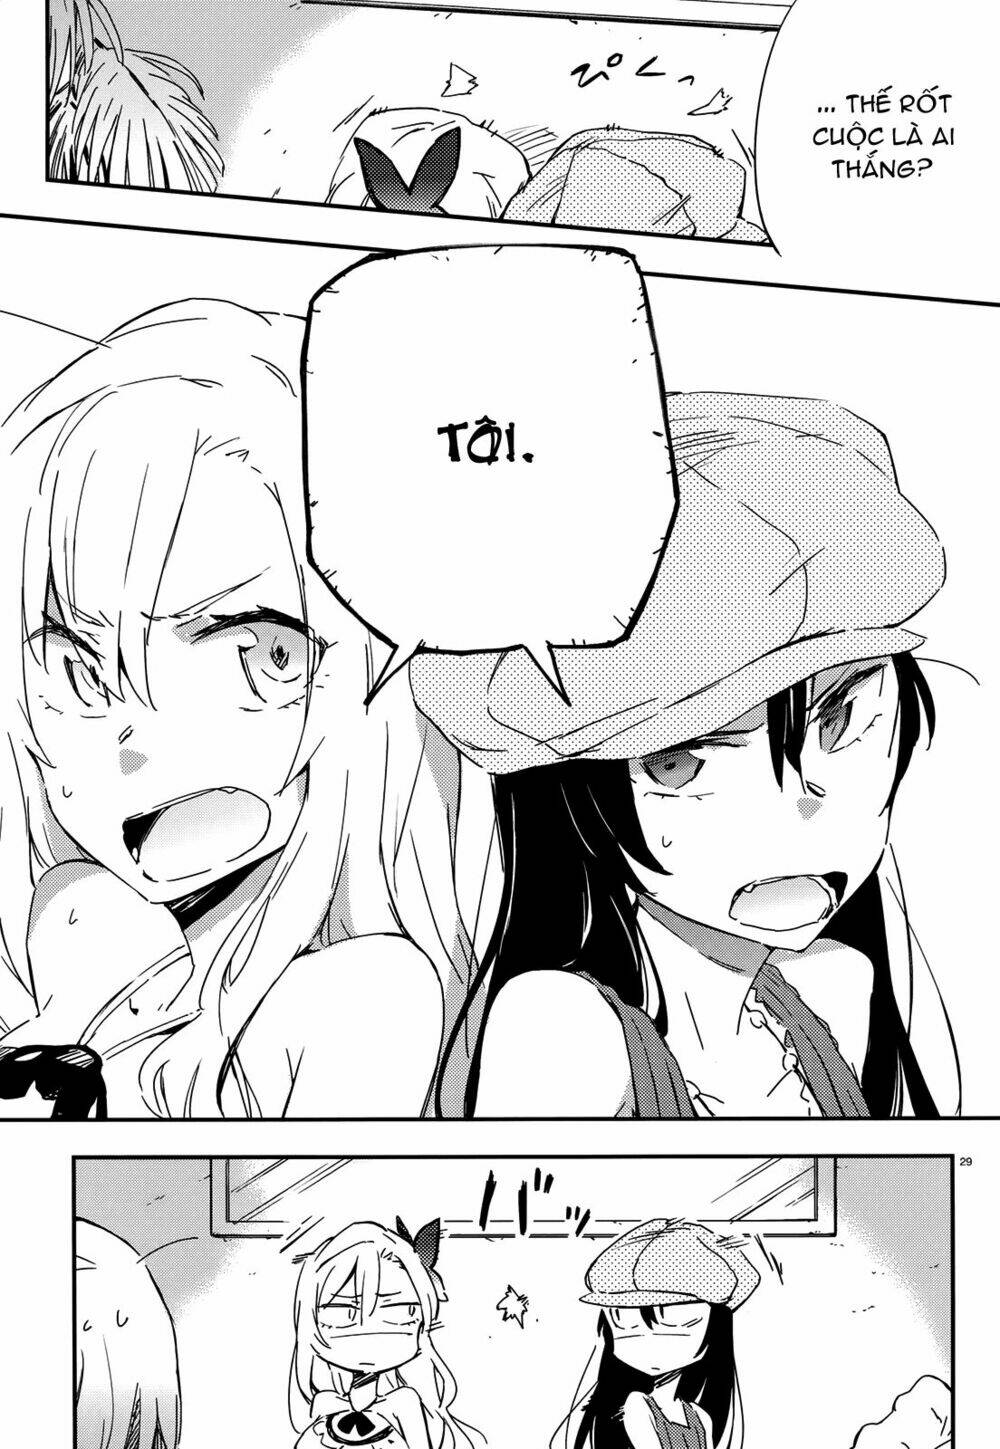 ぴくっ
... THẾ RỐT
CUỘC LÀ AI
THẮNG?
TÔI.
29
バッ